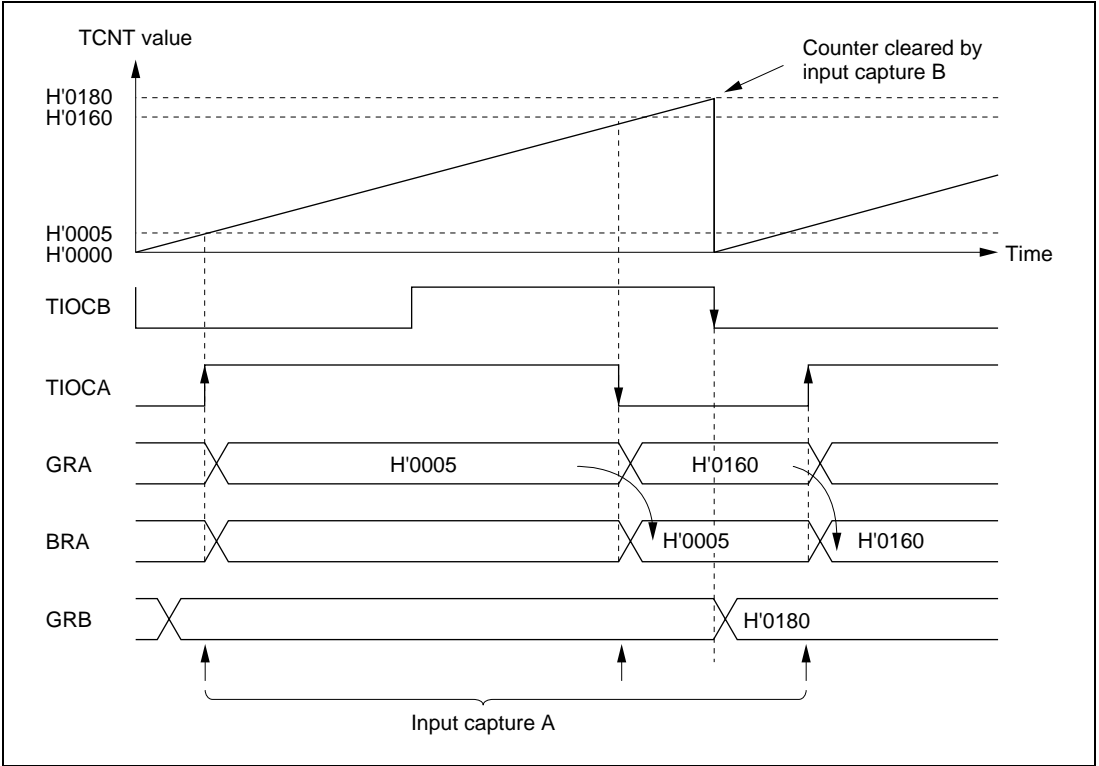 TCNT value
Counter cleared by
input capture B
H'0180
H'0160
H'0005
H'0000
Time
TIOCB
TIOCA
GRA
H'0005
H'0160
BRA
H'0005
H'0160
GRB
H'0180
Input capture A